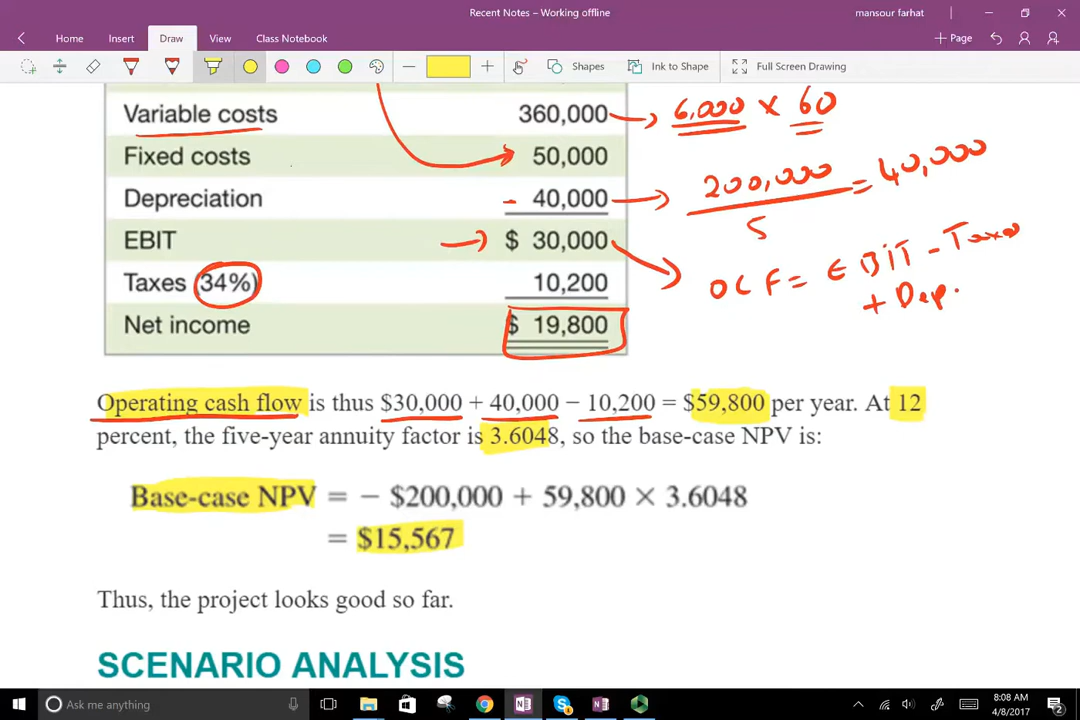 Recent Notes – Working offline
mansour farhat
Home Insert Draw View Class Notebook
Page
Shapes Ink to Shape Full Screen Drawing
Variable costs 360,000 6,000 × 60
Fixed costs 50,000
Depreciation - 40,000 200,000 / 5 = 40,000
EBIT $ 30,000
Taxes (34%) 10,200 OCF = EBIT - Taxes
+ Dep.
Net income $ 19,800
Operating cash flow is thus $30,000 + 40,000 − 10,200 = $59,800 per year. At 12
percent, the five-year annuity factor is 3.6048, so the base-case NPV is:
Base-case NPV = − $200,000 + 59,800 × 3.6048
= $15,567
Thus, the project looks good so far.
SCENARIO ANALYSIS
Ask me anything
8:08 AM
4/8/2017
2